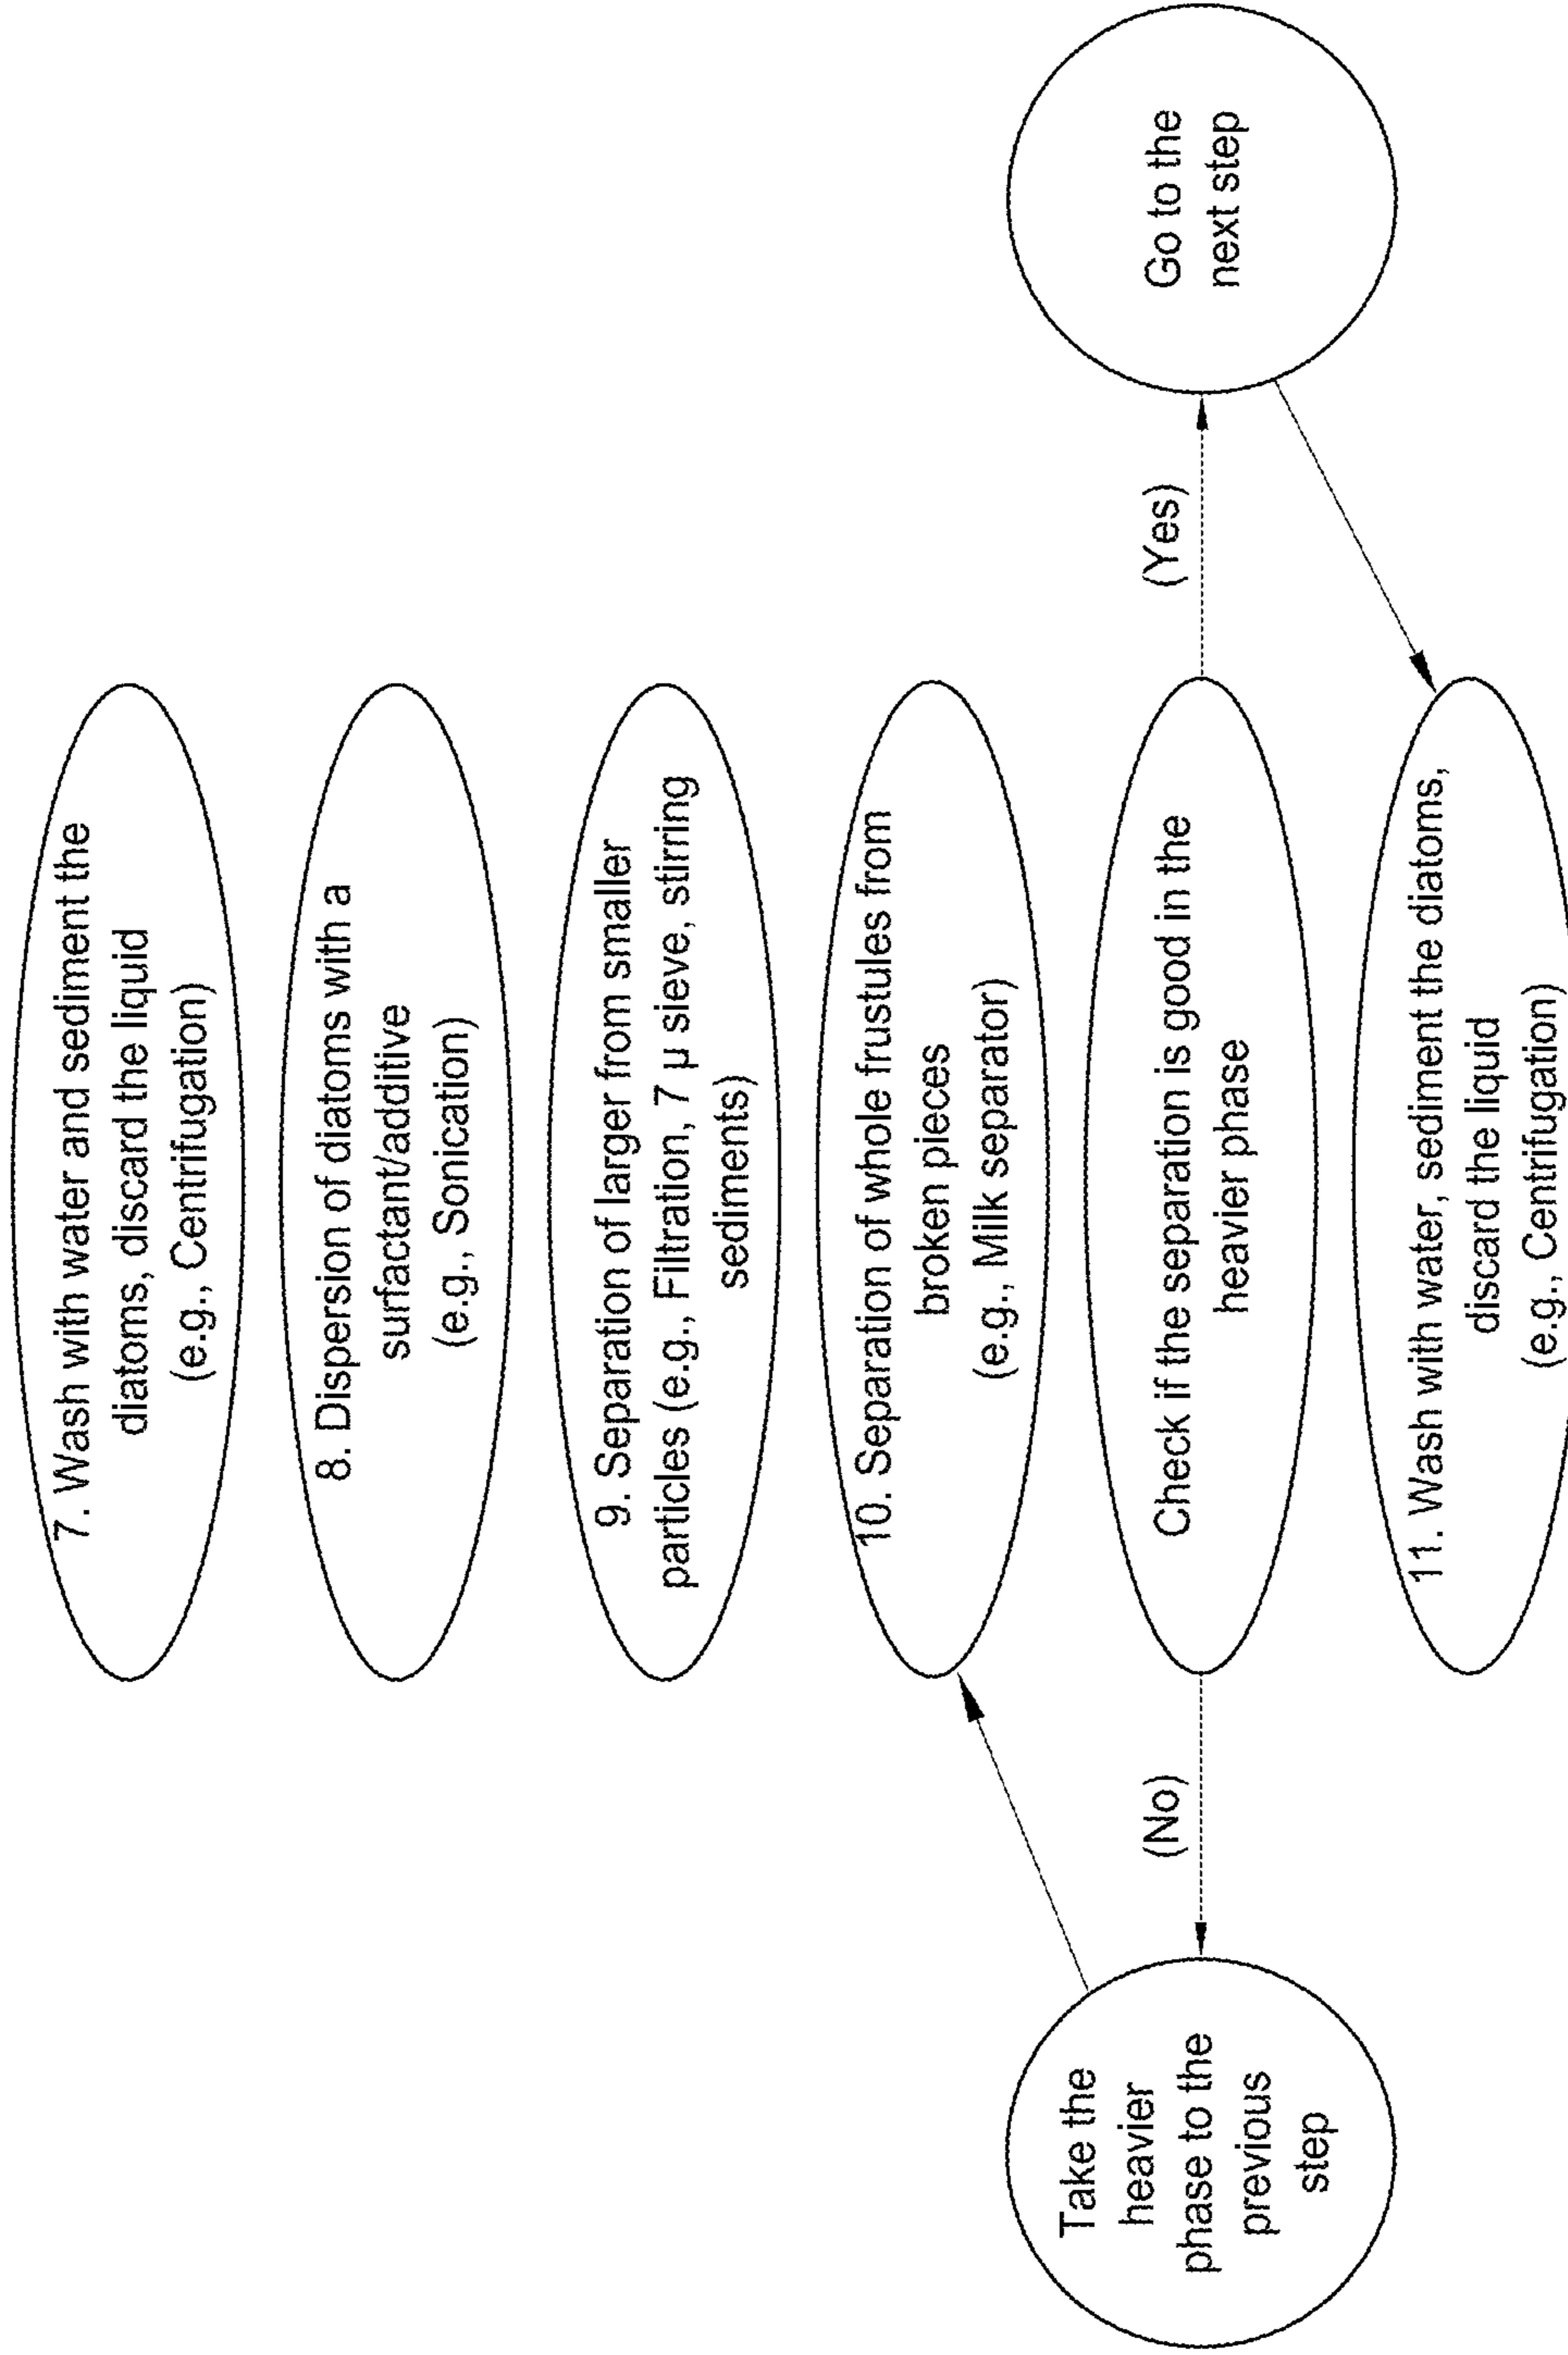 7. Wash with water and sediment the
diatoms, discard the liquid
(e.g., Centrifugation)
8. Dispersion of diatoms with a
surfactant/additive
(e.g., Sonication)
9. Separation of larger from smaller
particles (e.g., Filtration, 7 μ sieve, stirring
sediments)
10. Separation of whole frustules from
broken pieces
(e.g., Milk separator)
Take the
heavier
phase to the
previous
step
(No)
Check if the separation is good in the
heavier phase
(Yes)
Go to the
next step
11. Wash with water, sediment the diatoms,
discard the liquid
(e.g., Centrifugation)